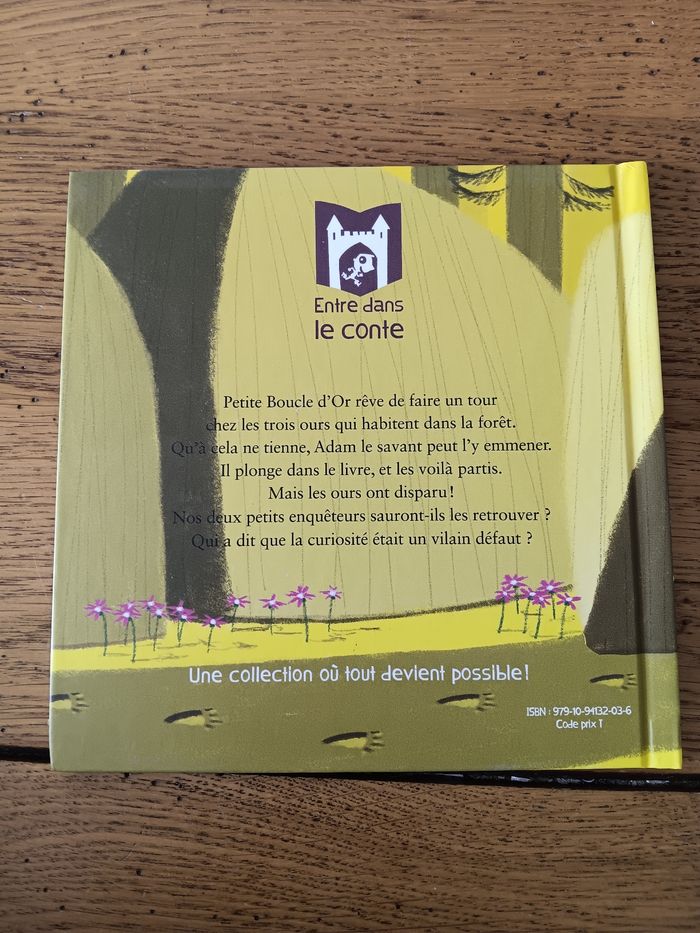 Entre dans
le conte
Petite Boucle d'Or rêve de faire un tour
chez les trois ours qui habitent dans la forêt.
Qu'à cela ne tienne, Adam le savant peut l'y emmener.
Il plonge dans le livre, et les voilà partis.
Mais les ours ont disparu !
Nos deux petits enquêteurs sauront-ils les retrouver ?
Qui a dit que la curiosité était un vilain défaut ?
Une collection où tout devient possible !
ISBN : 979-10-94132-03-6
Code prix T